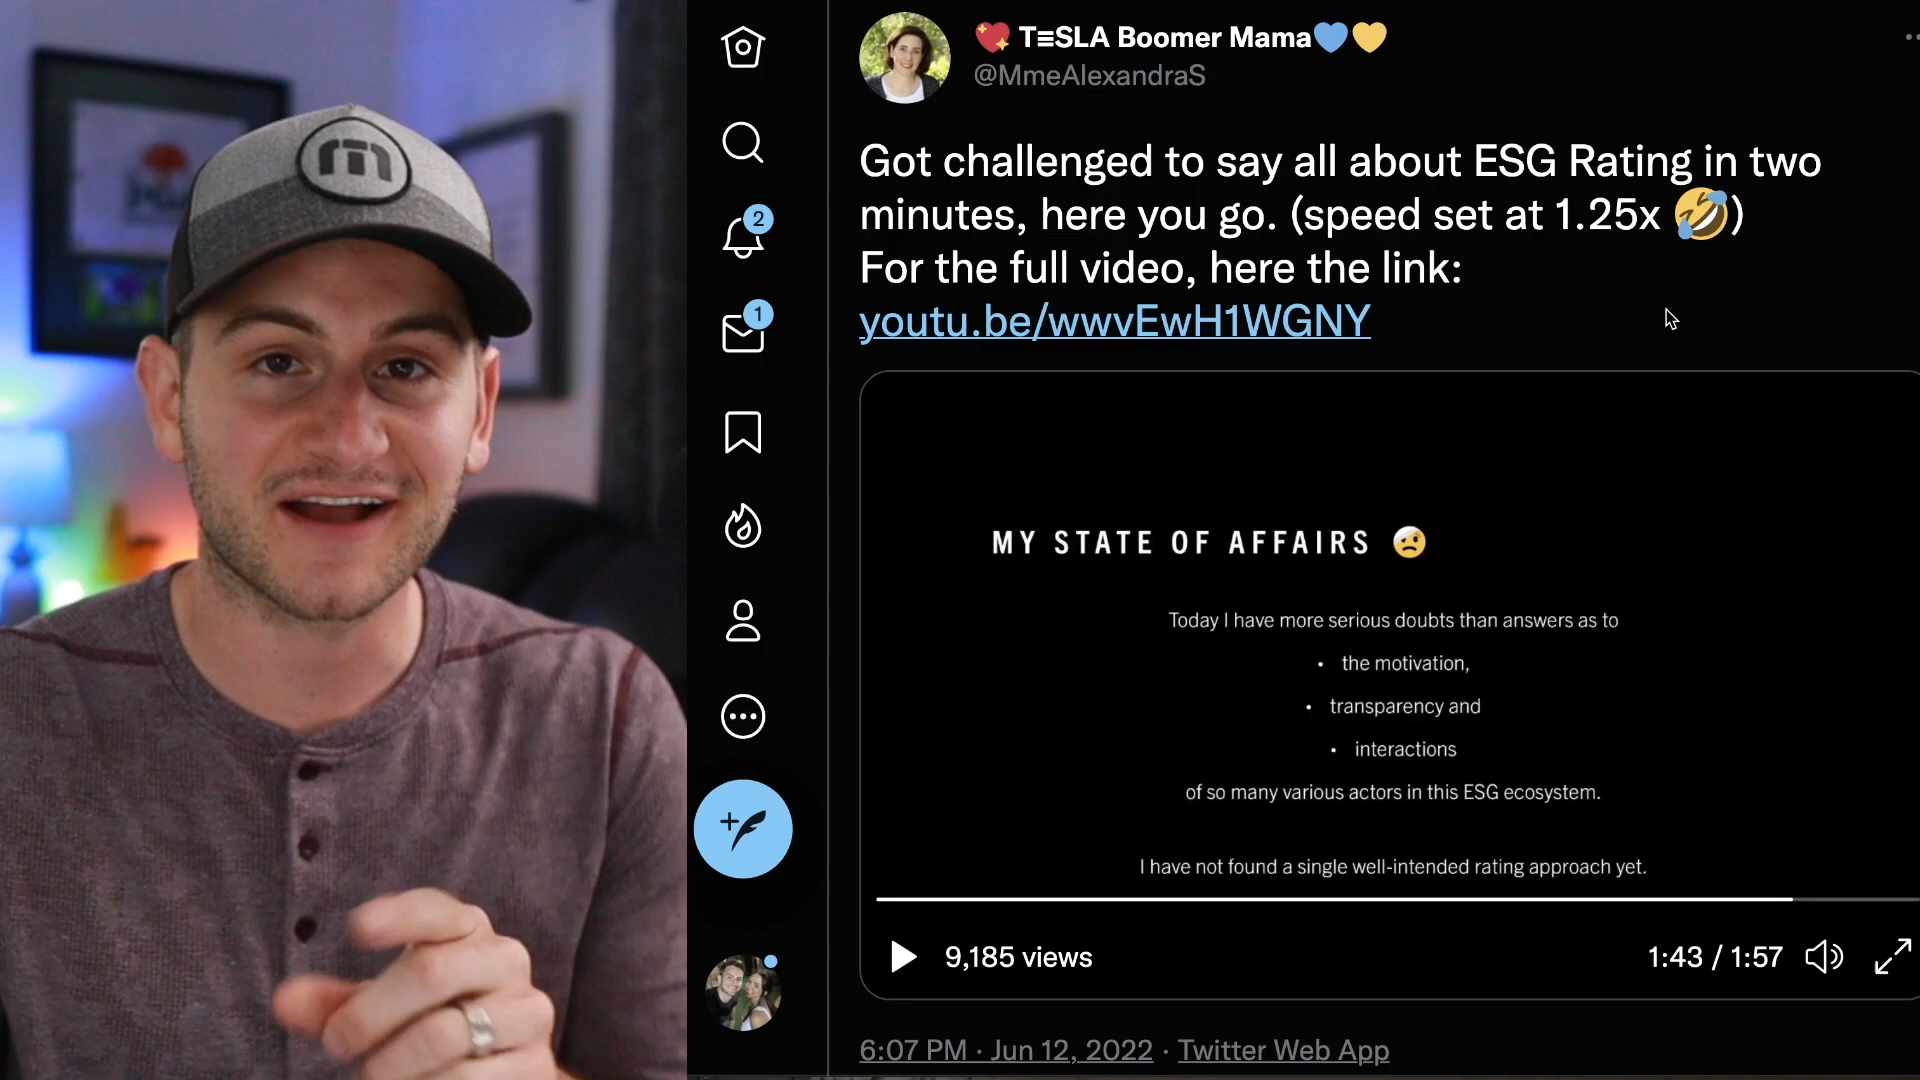 💖 T≡SLA Boomer Mama💙💛
@MmeAlexandraS
Got challenged to say all about ESG Rating in two
minutes, here you go. (speed set at 1.25x 🤣)
For the full video, here the link:
youtu.be/wwvEwH1WGNY
2
1
MY STATE OF AFFAIRS 🤕
Today I have more serious doubts than answers as to
• the motivation,
• transparency and
• interactions
of so many various actors in this ESG ecosystem.
I have not found a single well-intended rating approach yet.
9,185 views
1:43 / 1:57
6:07 PM · Jun 12, 2022 · Twitter Web App